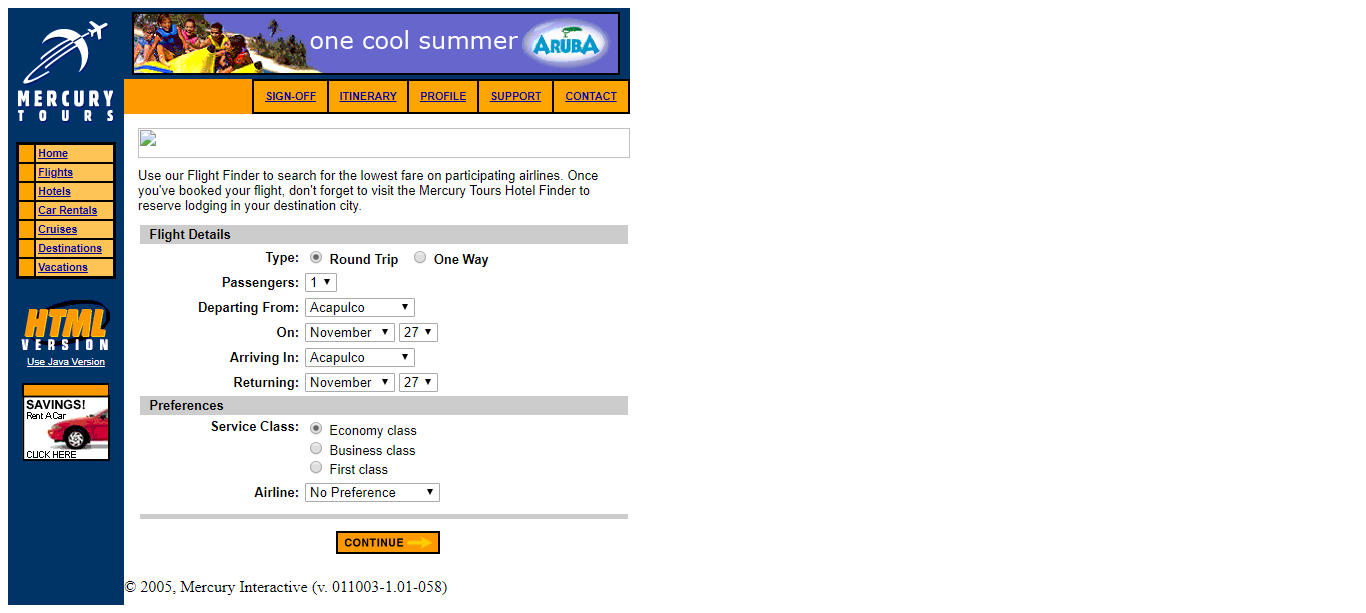 one cool summer ARUBA
MERCURY
TOURS
SIGN-OFF ITINERARY PROFILE SUPPORT CONTACT
Home
Flights
Hotels
Car Rentals
Cruises
Destinations
Vacations
HTML
VERSION
Use Java Version
SAVINGS!
Rent A Car
CLICK HERE
Use our Flight Finder to search for the lowest fare on participating airlines. Once
you've booked your flight, don't forget to visit the Mercury Tours Hotel Finder to
reserve lodging in your destination city.
Flight Details
Type: Round Trip One Way
Passengers: 1
Departing From: Acapulco
On: November 27
Arriving In: Acapulco
Returning: November 27
Preferences
Service Class: Economy class
Business class
First class
Airline: No Preference
CONTINUE
© 2005, Mercury Interactive (v. 011003-1.01-058)